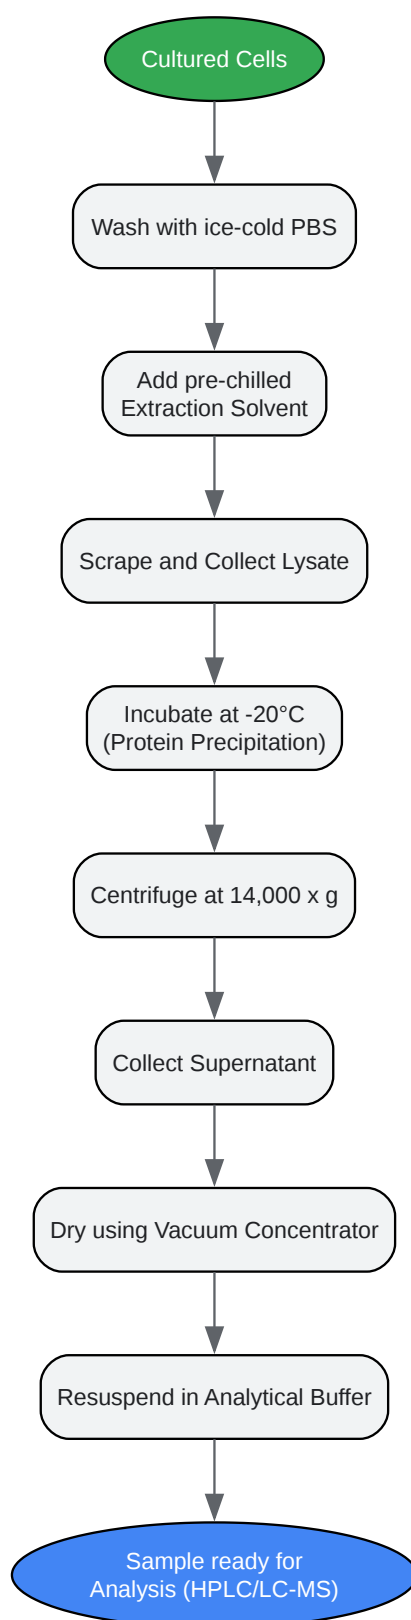 Cultured Cells
Wash with ice-cold PBS
Add pre-chilled
Extraction Solvent
Scrape and Collect Lysate
Incubate at -20°C
(Protein Precipitation)
Centrifuge at 14,000 x g
Collect Supernatant
Dry using Vacuum Concentrator
Resuspend in Analytical Buffer
Sample ready for
Analysis (HPLC/LC-MS)